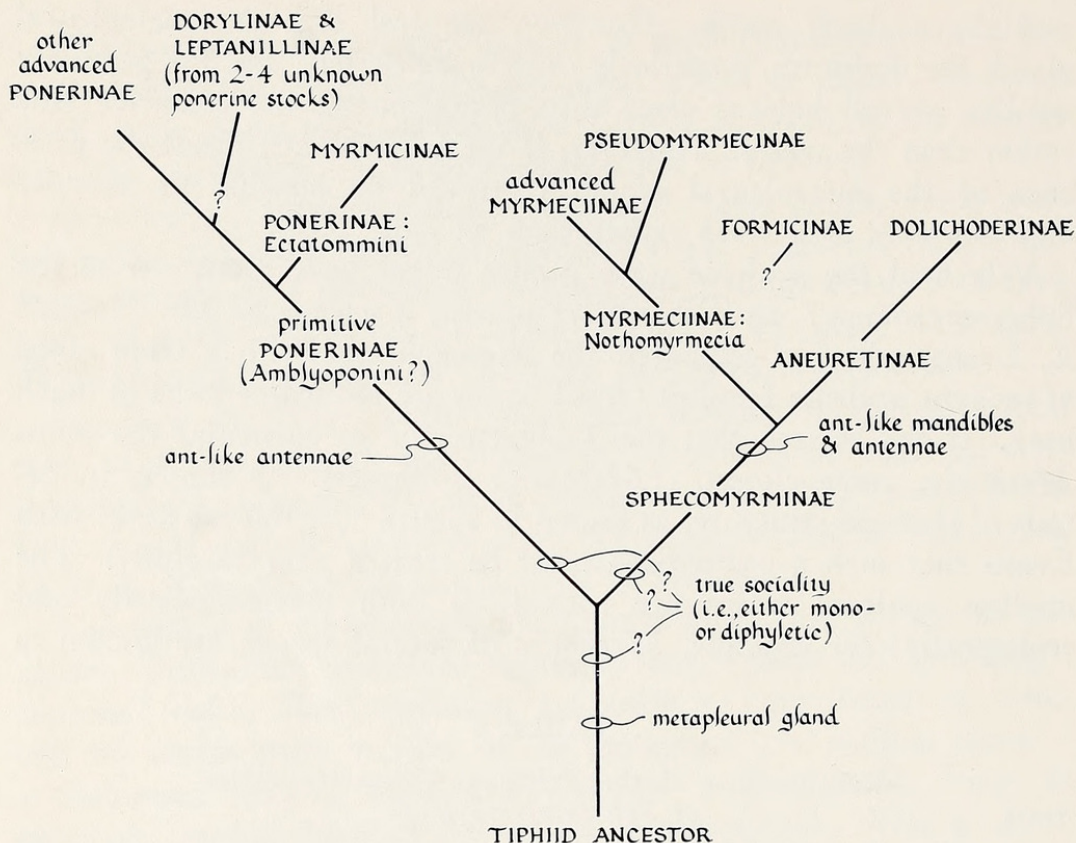 other
advanced
PONERINAE
DORYLINAE &
LEPTANILLINAE
(from 2-4 unknown
ponerine stocks)
?
MYRMICINAE
PONERINAE :
Ectatommini
primitive
PONERINAE
(Amblyoponini?)
ant-like antennae
PSEUDOMYRMECINAE
advanced
MYRMECIINAE
FORMICINAE
?
DOLICHODERINAE
MYRMECIINAE:
Nothomyrmecia
ANEURETINAE
ant-like mandibles
& antennae
SPHECOMYRMINAE
?
?
?
true sociality
(i.e., either mono-
or diphyletic)
metapleural gland
TIPHIID ANCESTOR